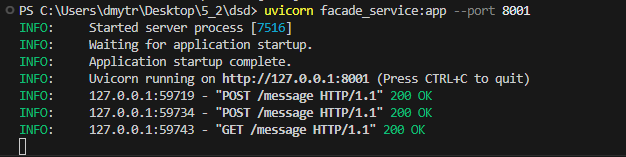 PS C:\Users\dmytr\Desktop\5_2\dsd> uvicorn facade_service:app --port 8001
INFO:     Started server process [7516]
INFO:     Waiting for application startup.
INFO:     Application startup complete.
INFO:     Uvicorn running on http://127.0.0.1:8001 (Press CTRL+C to quit)
INFO:     127.0.0.1:59719 - "POST /message HTTP/1.1" 200 OK
INFO:     127.0.0.1:59734 - "POST /message HTTP/1.1" 200 OK
INFO:     127.0.0.1:59743 - "GET /message HTTP/1.1" 200 OK